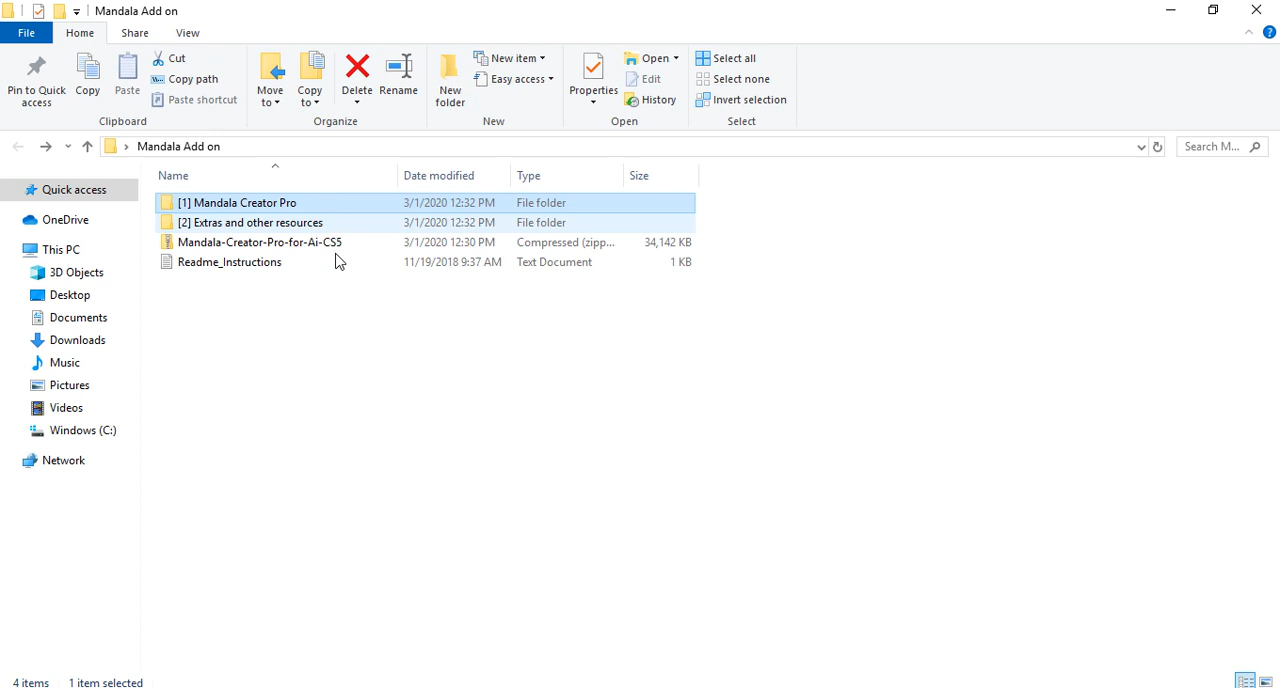 Mandala Add on
File Home Share View
Pin to Quick access
Copy
Paste
Cut
Copy path
Paste shortcut
Clipboard
Move to
Copy to
Delete
Rename
Organize
New folder
New item
Easy access
New
Properties
Open
Edit
History
Open
Select all
Select none
Invert selection
Select
Mandala Add on
Search M...
Name Date modified Type Size
[1] Mandala Creator Pro 3/1/2020 12:32 PM File folder
[2] Extras and other resources 3/1/2020 12:32 PM File folder
Mandala-Creator-Pro-for-Ai-CS5 3/1/2020 12:30 PM Compressed (zipp... 34,142 KB
Readme_Instructions 11/19/2018 9:37 AM Text Document 1 KB
Quick access
OneDrive
This PC
3D Objects
Desktop
Documents
Downloads
Music
Pictures
Videos
Windows (C:)
Network
4 items 1 item selected